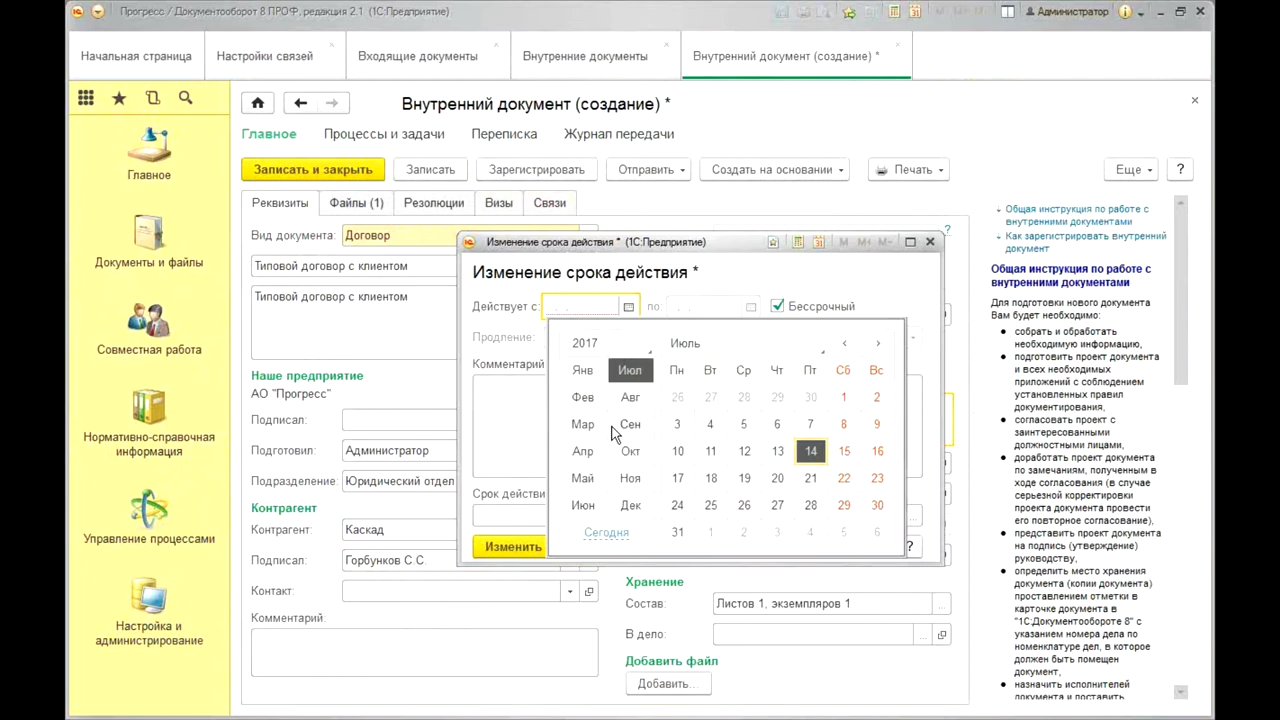 Прогресс / Документооборот 8 ПРОФ, редакция 2.1 (1С:Предприятие)
Администратор
Начальная страница
Настройки связей
Входящие документы
Внутренние документы
Внутренний документ (создание) *
Внутренний документ (создание) *
Главное
Процессы и задачи
Переписка
Журнал передачи
Записать и закрыть
Записать
Зарегистрировать
Отправить
Создать на основании
Печать
Еще
?
Реквизиты
Файлы (1)
Резолюции
Визы
Связи
Главное
Документы и файлы
Совместная работа
Нормативно-справочная
информация
Управление процессами
Настройка и
администрирование
Вид документа:
Договор
?
Типовой договор с клиентом
Типовой договор с клиентом
Наше предприятие
АО "Прогресс"
Подписал:
Подготовил:
Администратор
Подразделение:
Юридический отдел
Контрагент
Контрагент:
Каскад
Подписал:
Горбунков С.С.
Контакт:
Комментарий:
Изменение срока действия * (1С:Предприятие)
M M+ M-
Изменение срока действия *
Действует с:
. .
по:
. .
Бессрочный
Продление:
Комментарий
Срок действи
Изменить
?
2017
Июль
Янв Июл Пн Вт Ср Чт Пт Сб Вс
Фев Авг 26 27 28 29 30 1 2
Мар Сен 3 4 5 6 7 8 9
Апр Окт 10 11 12 13 14 15 16
Май Ноя 17 18 19 20 21 22 23
Июн Дек 24 25 26 27 28 29 30
Сегодня 31 1 2 3 4 5 6
Хранение
Состав:
Листов 1, экземпляров 1
В дело:
Добавить файл
Добавить...
Общая инструкция по работе с
внутренними документами
Как зарегистрировать внутренний
документ
Общая инструкция по работе с
внутренними документами
Для подготовки нового документа
Вам будет необходимо:
собрать и обработать
необходимую информацию,
подготовить проект документа
и всех необходимых
приложений с соблюдением
установленных правил
документирования,
согласовать проект с
заинтересованными
должностными лицами,
доработать проект документа
по замечаниям, полученным в
ходе согласования (в случае
серьезной корректировки
проекта документа провести
его повторное согласование),
представить проект документа
на подпись (утверждение)
руководству,
определить место хранения
документа (копии документа)
проставлением отметки в
карточке документа в
"1С:Документообороте 8" с
указанием номера дела по
номенклатуре дел, в которое
должен быть помещен
документ,
назначить исполнителей
документа и поставить